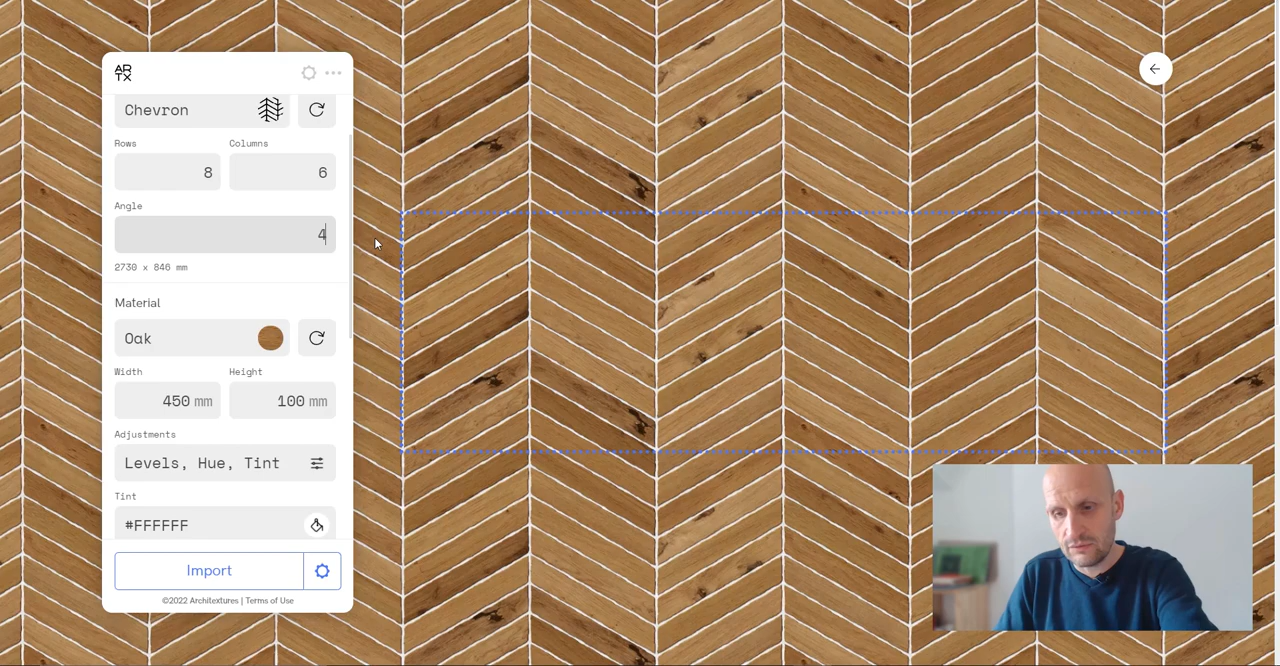 AR
TX
Chevron
Rows
Columns
8
6
Angle
4
2730 x 846 mm
Material
Oak
Width
Height
450 mm
100 mm
Adjustments
Levels, Hue, Tint
Tint
#FFFFFF
Import
©2022 Architextures | Terms of Use